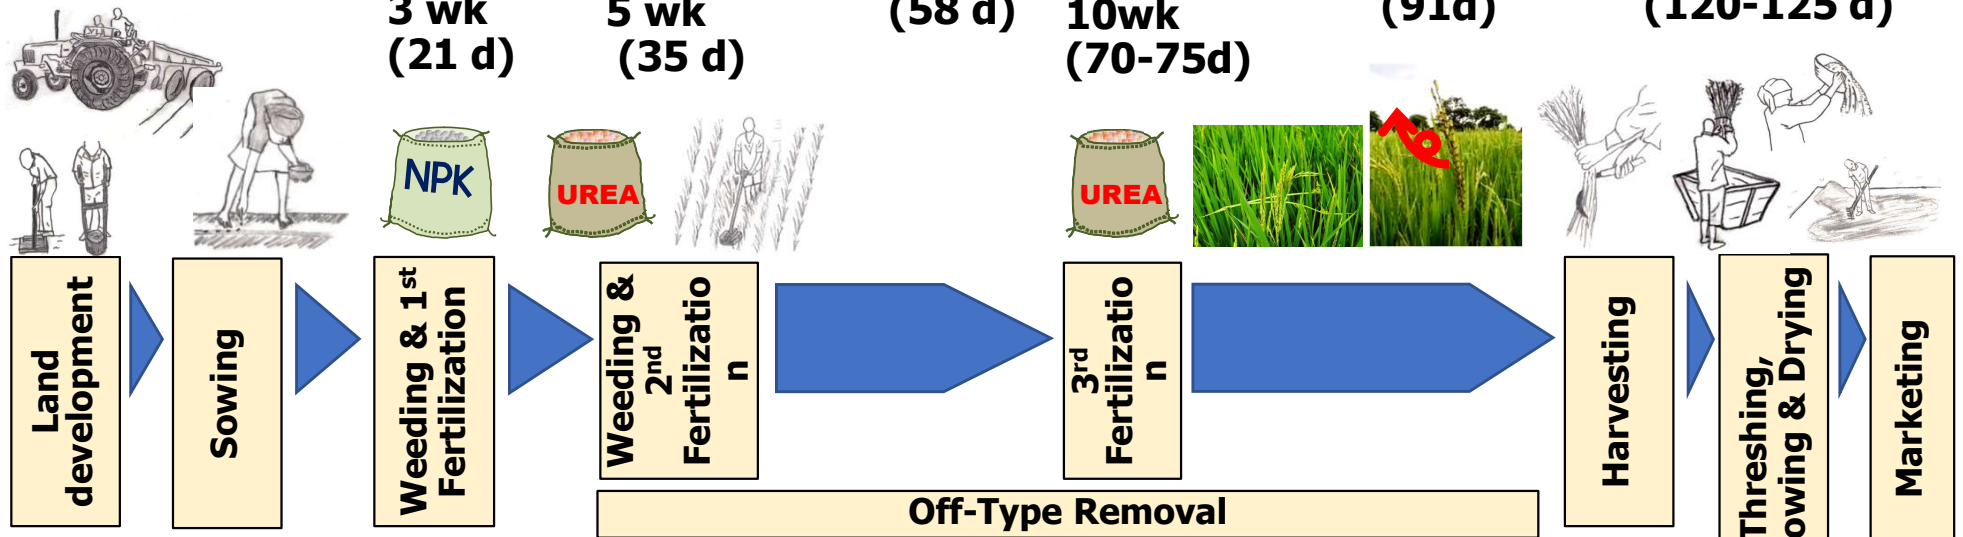 3 wk
(21 d)
5 wk
(35 d)
(58 d)
10wk
(70-75d)
(91d)
(120-125 d)
NPK
UREA
UREA
Land
development
Sowing
Weeding & 1st
Fertilization
Weeding &
2nd
Fertilizatio
n
3rd
Fertilizatio
n
Harvesting
Threshing,
owing & Drying
Marketing
Off-Type Removal